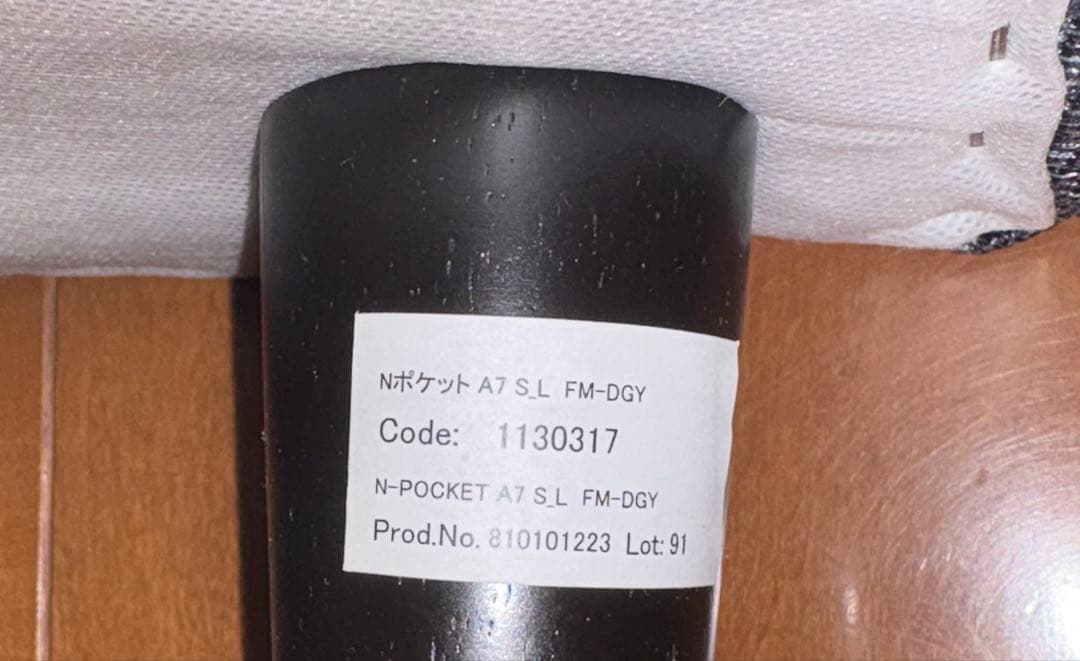 Nポケット A7 S_L FM-DGY
Code: 1130317
N-POCKET A7 S_L FM-DGY
Prod.No. 810101223 Lot: 91